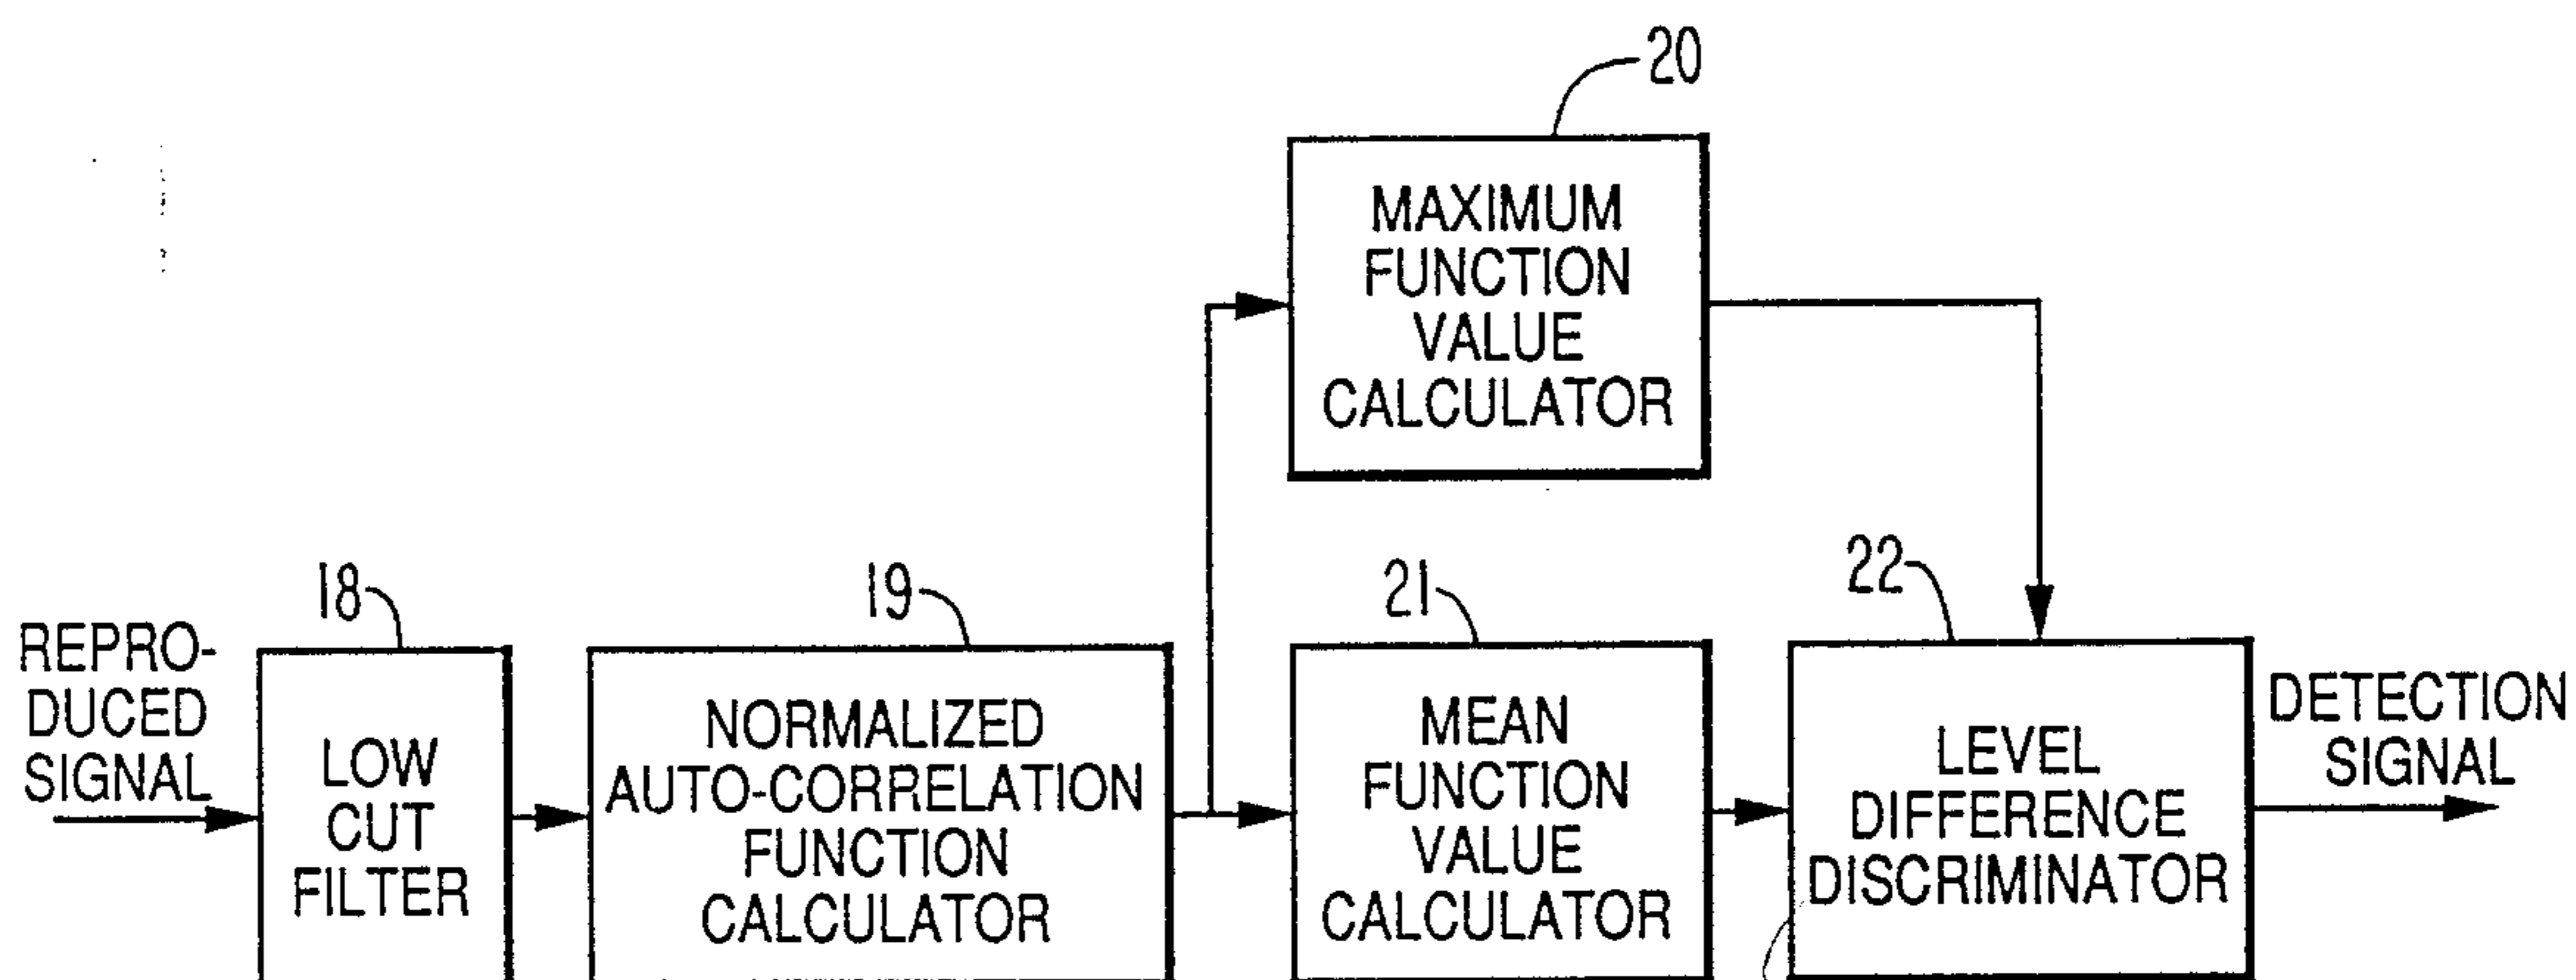 20
MAXIMUM
FUNCTION
VALUE
CALCULATOR
18
19
21
22
REPRO-
DUCED
SIGNAL
LOW
CUT
FILTER
NORMALIZED
AUTO-CORRELATION
FUNCTION
CALCULATOR
MEAN
FUNCTION
VALUE
CALCULATOR
LEVEL
DIFFERENCE
DISCRIMINATOR
DETECTION
SIGNAL